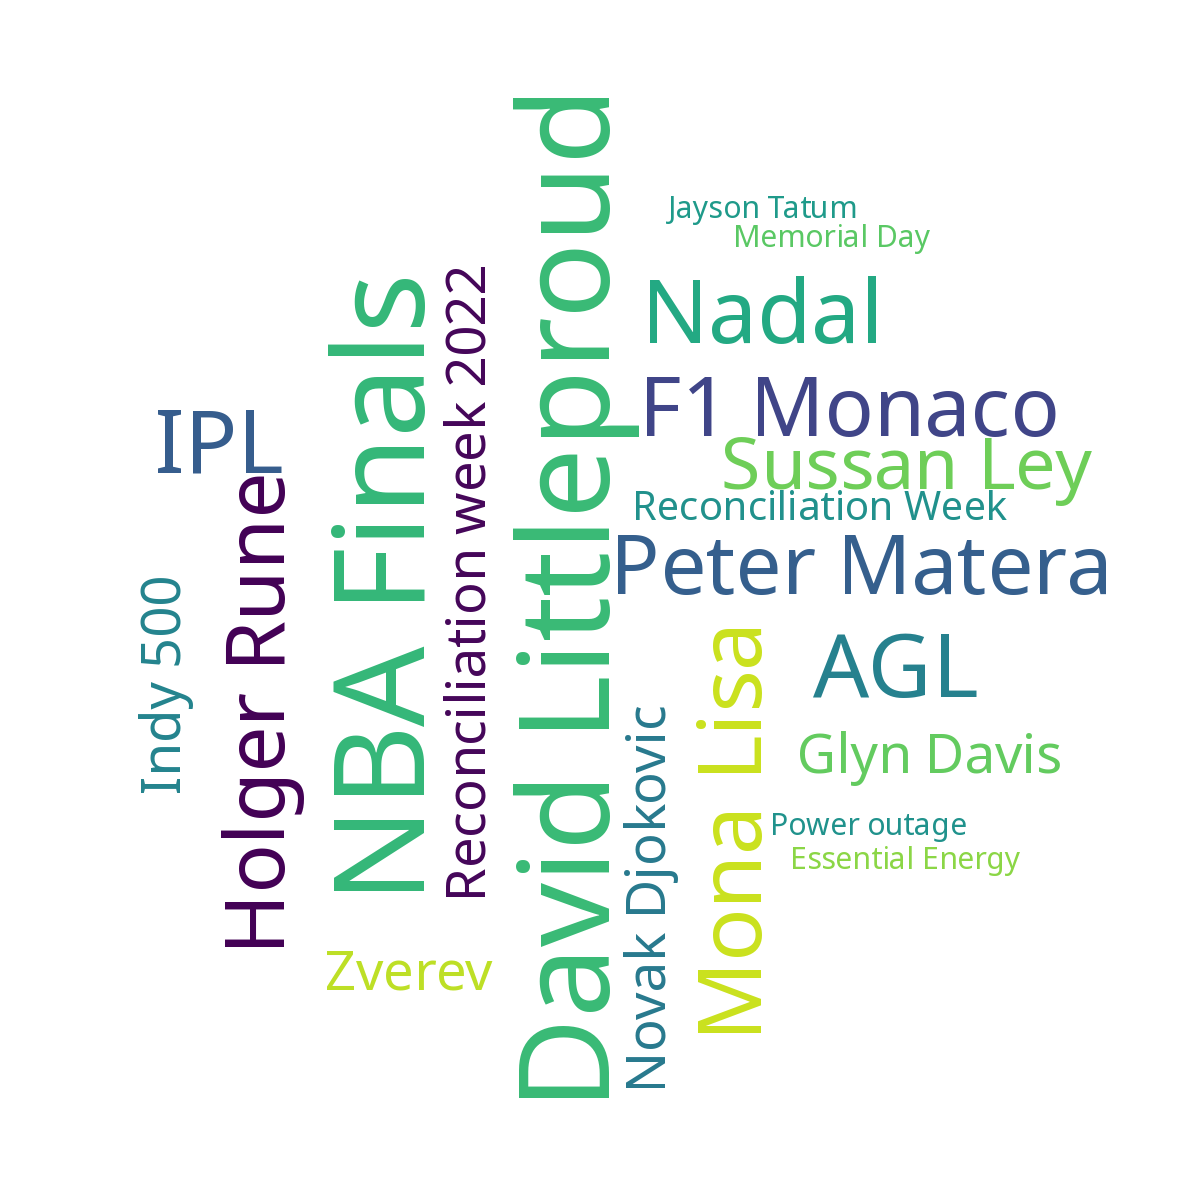 Jayson Tatum
Memorial Day
Nadal
F1 Monaco
Sussan Ley
Reconciliation Week
Peter Matera
AGL
Glyn Davis
Power outage
Essential Energy
Mona Lisa
Novak Djokovic
David Littleproud
Reconciliation week 2022
NBA Finals
Zverev
IPL
Holger Rune
Indy 500